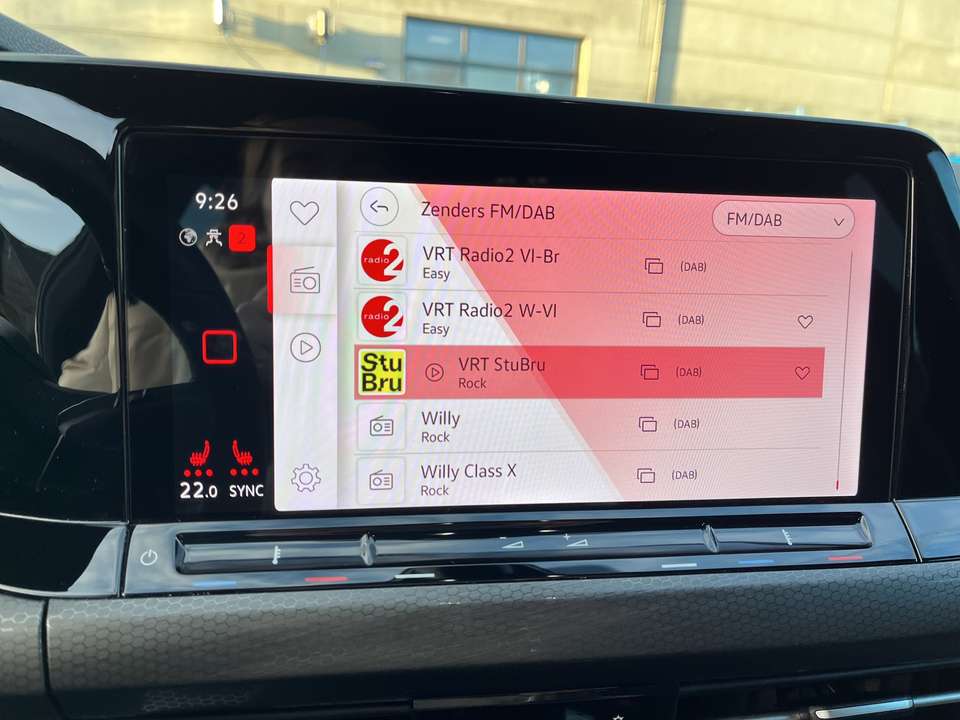 9:26
2
22.0 SYNC
Zenders FM/DAB
FM/DAB
radio 2
VRT Radio2 Vl-Br
Easy
(DAB)
radio 2
VRT Radio2 W-Vl
Easy
(DAB)
Stu
Bru
VRT StuBru
Rock
(DAB)
Willy
Rock
(DAB)
Willy Class X
Rock
(DAB)